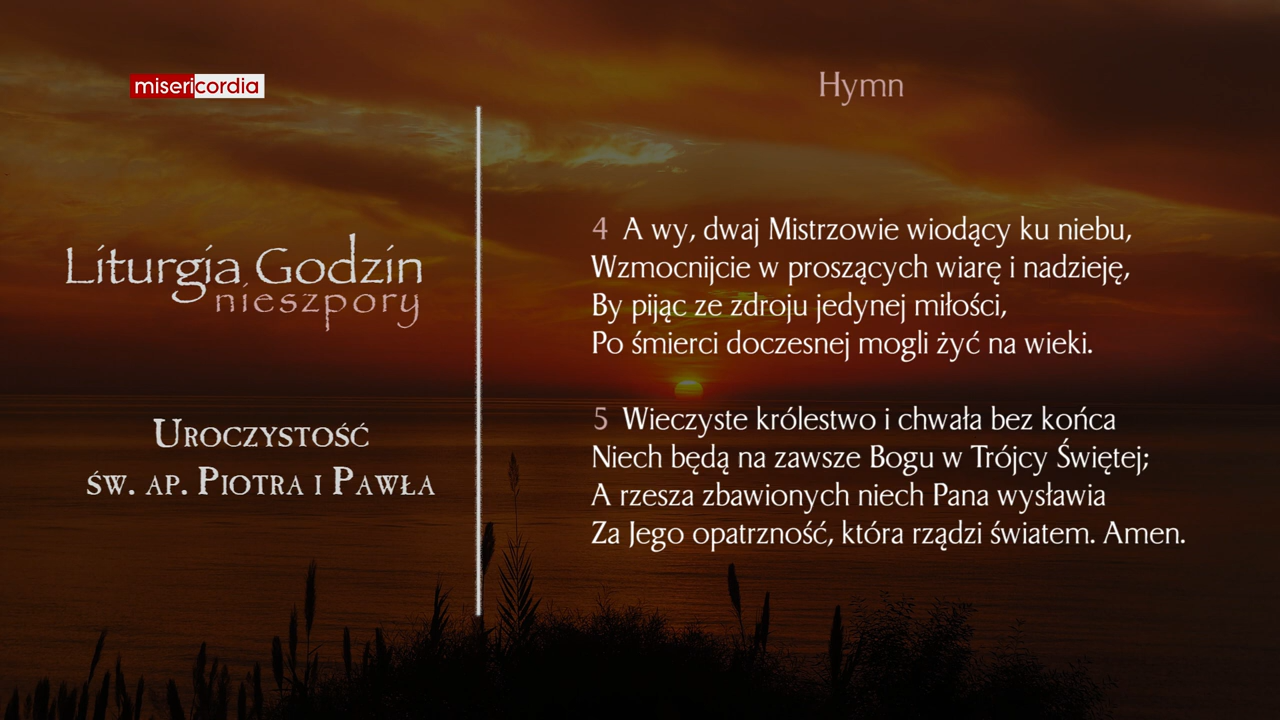 misericordia
Liturgia Godzin
nieszpory
Uroczystość
św. ap. Piotra i Pawła
Hymn
4 A wy, dwaj Mistrzowie wiodący ku niebu,
Wzmocnijcie w proszących wiarę i nadzieję,
By pijąc ze zdroju jedynej miłości,
Po śmierci doczesnej mogli żyć na wieki.
5 Wieczyste królestwo i chwała bez końca
Niech będą na zawsze Bogu w Trójcy Świętej;
A rzesza zbawionych niech Pana wysławia
Za Jego opatrzność, która rządzi światem. Amen.